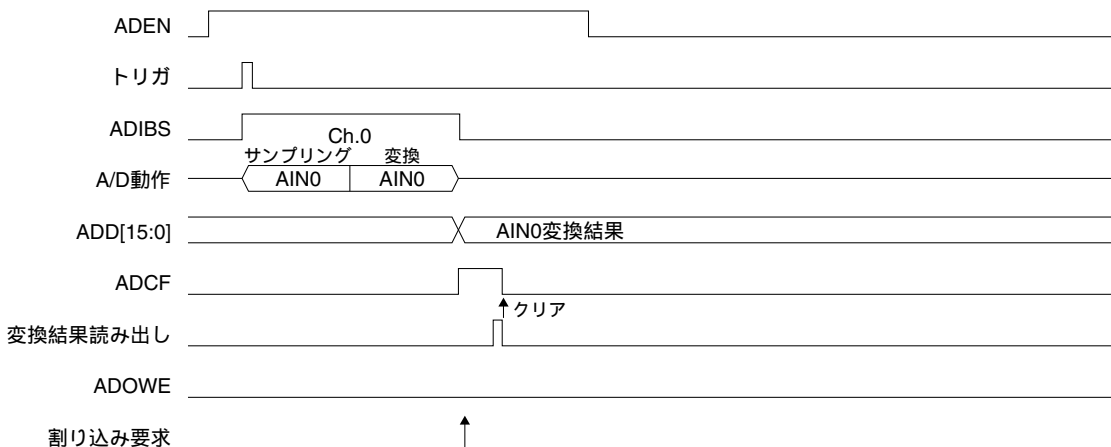 ADEN
トリガ
ADIBS
Ch.0
サンプリング 変換
A/D動作
AIN0 AIN0
ADD[15:0]
AIN0変換結果
ADCF
クリア
変換結果読み出し
ADOWE
割り込み要求